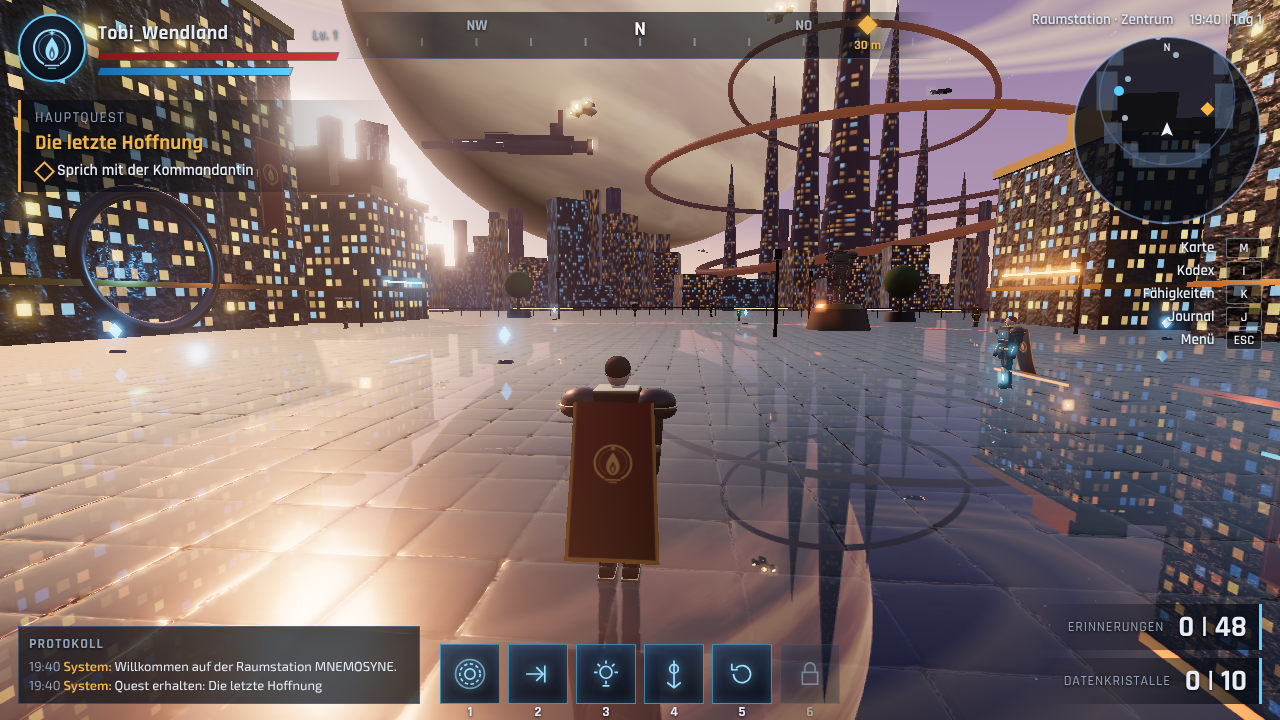 Tobi_Wendland
Lv. 1
NW
N
NO
30 m
Raumstation · Zentrum 19:40 | Tag 1
N
HAUPTQUEST
Die letzte Hoffnung
Sprich mit der Kommandantin
Karte M
Kodex I
Fähigkeiten K
Journal J
Menü ESC
PROTOKOLL
19:40 System: Willkommen auf der Raumstation MNEMOSYNE.
19:40 System: Quest erhalten: Die letzte Hoffnung
1 2 3 4 5 6
ERINNERUNGEN 0 | 48
DATENKRISTALLE 0 | 10